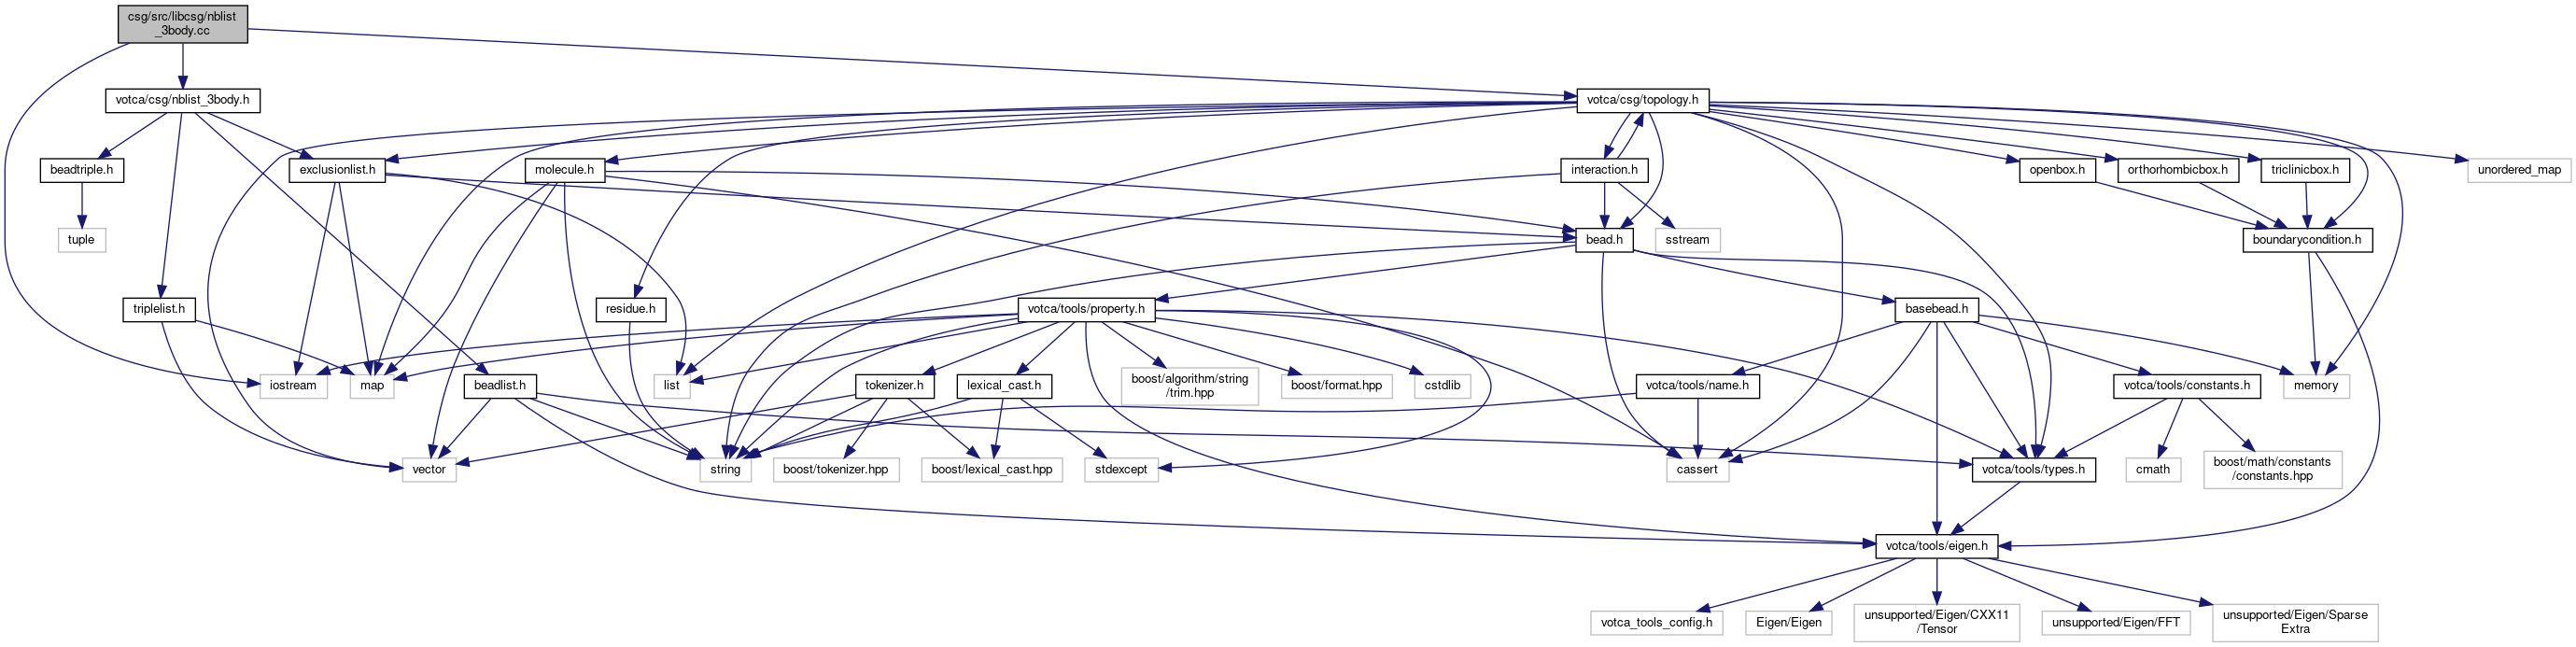 csg/src/libcsg/nblist
_3body.cc
votca/csg/nblist_3body.h
votca/csg/topology.h
beadtriple.h
exclusionlist.h
molecule.h
interaction.h
openbox.h
orthorhombicbox.h
triclinicbox.h
unordered_map
tuple
bead.h
sstream
boundarycondition.h
triplelist.h
residue.h
votca/tools/property.h
basebead.h
iostream
map
beadlist.h
list
tokenizer.h
lexical_cast.h
boost/algorithm/string
/trim.hpp
boost/format.hpp
cstdlib
votca/tools/name.h
votca/tools/constants.h
memory
vector
string
boost/tokenizer.hpp
boost/lexical_cast.hpp
stdexcept
cassert
votca/tools/types.h
cmath
boost/math/constants
/constants.hpp
votca/tools/eigen.h
votca_tools_config.h
Eigen/Eigen
unsupported/Eigen/CXX11
/Tensor
unsupported/Eigen/FFT
unsupported/Eigen/Sparse
Extra